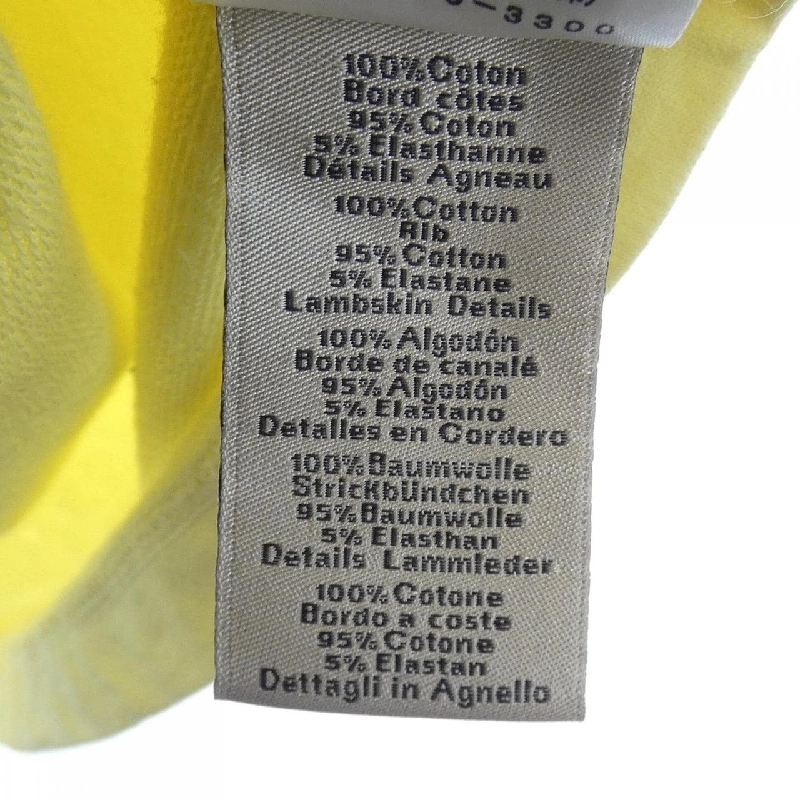 -3300
100% Coton
Bord côtes
95% Coton
5% Elasthanne
Détails Agneau
100% Cotton
Rib
95% Cotton
5% Elastane
Lambskin Details
100% Algodón
Borde de canalé
95% Algodón
5% Elastano
Detalles en Cordero
100% Baumwolle
Strickbündchen
95% Baumwolle
5% Elasthan
Details Lammleder
100% Cotone
Bordo a coste
95% Cotone
5% Elastan
Dettagli in Agnello